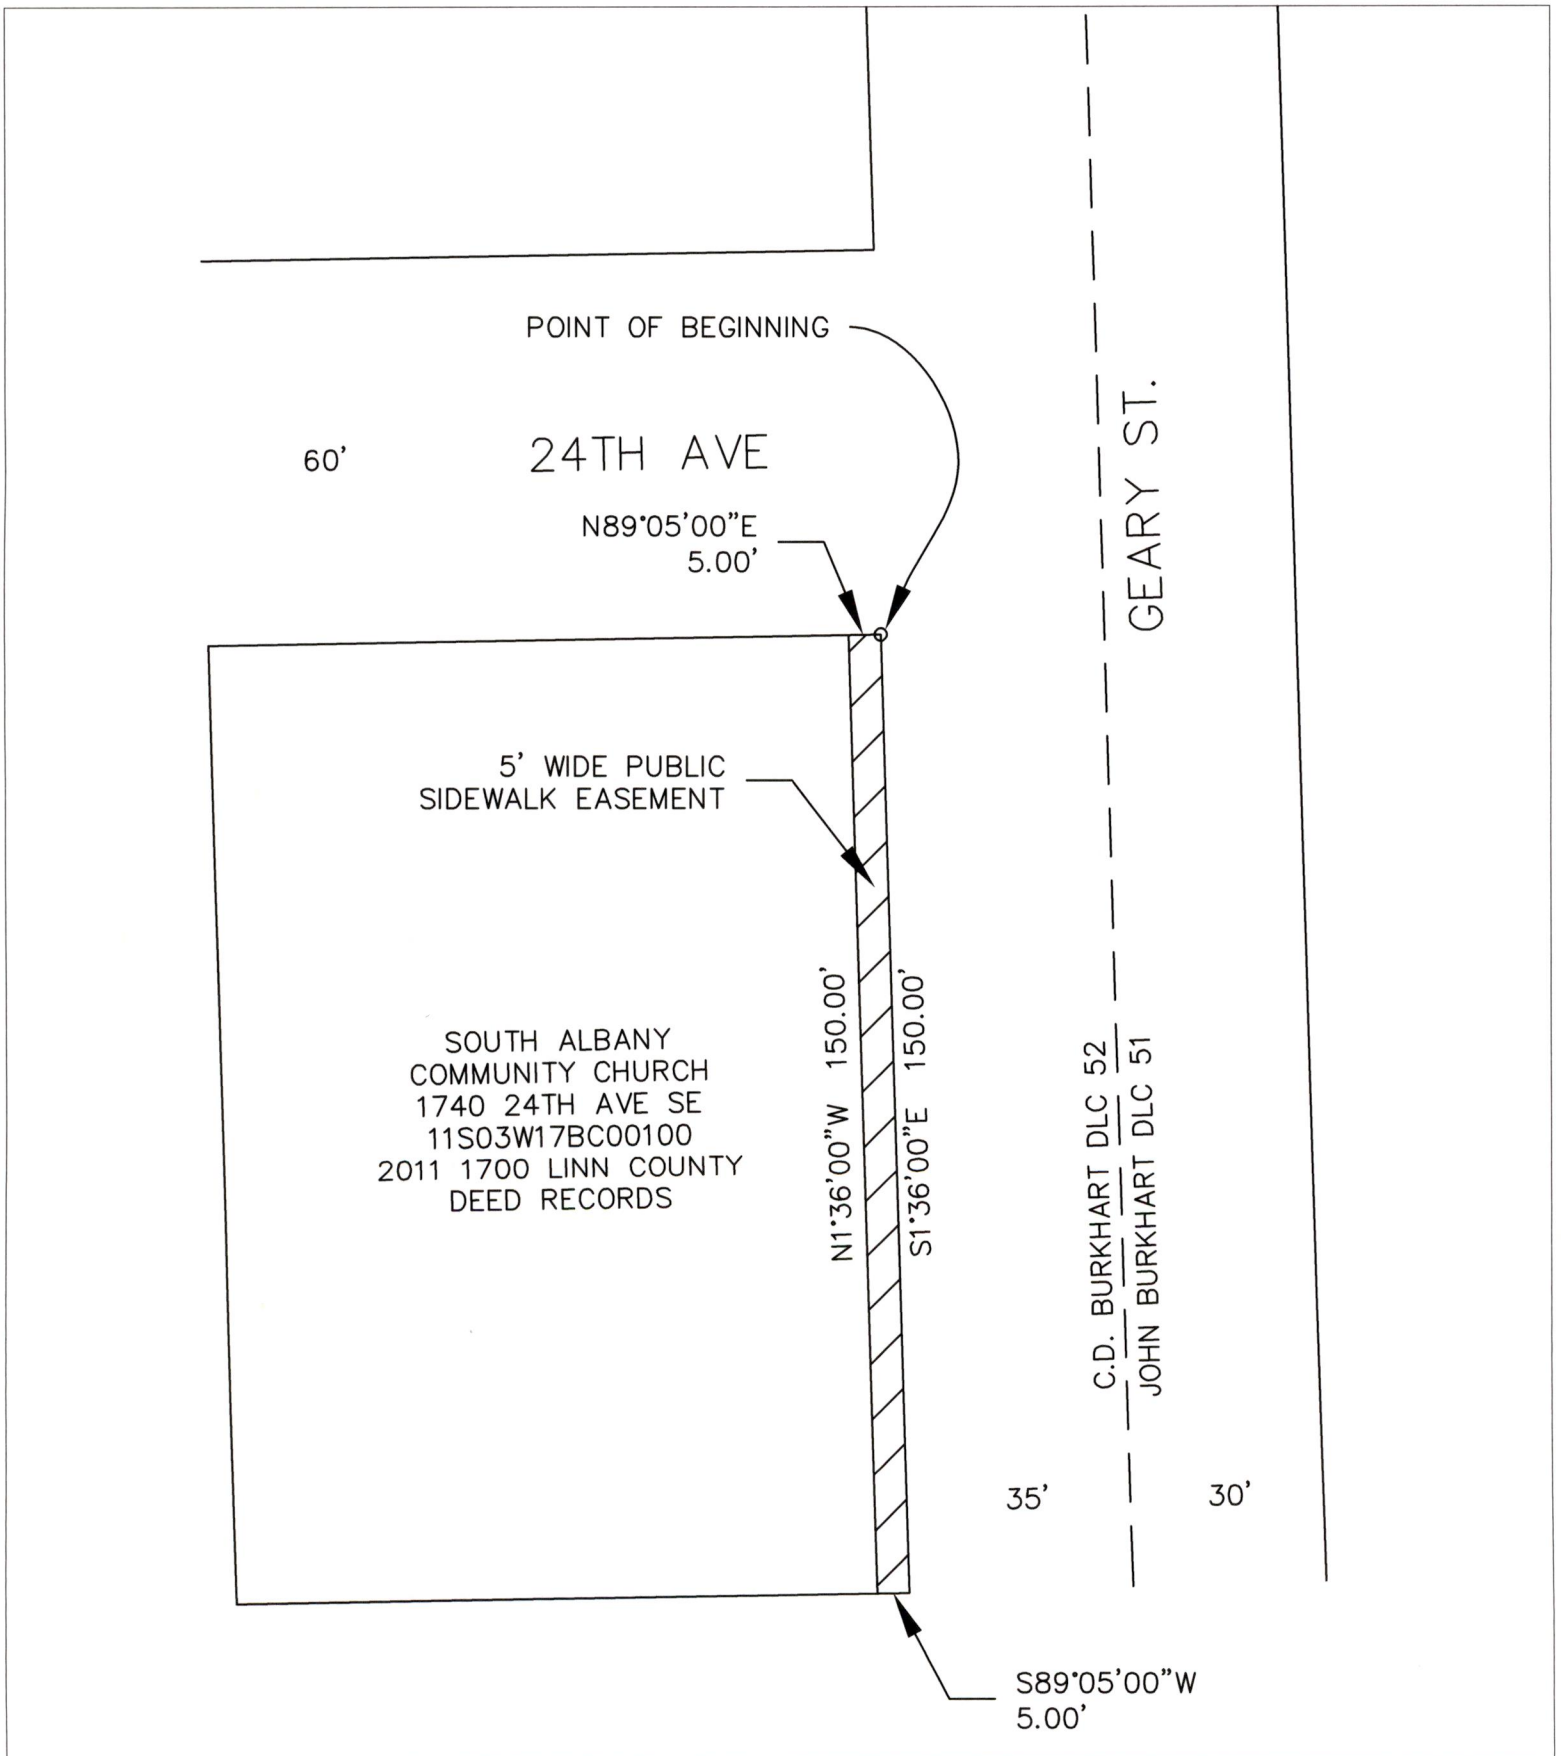 POINT OF BEGINNING
60'
24TH AVE
N89°05'00"E
5.00'
GEARY ST.
5' WIDE PUBLIC
SIDEWALK EASEMENT
SOUTH ALBANY
COMMUNITY CHURCH
1740 24TH AVE SE
11S03W17BC00100
2011 1700 LINN COUNTY
DEED RECORDS
N1°36'00"W 150.00'
S1°36'00"E 150.00'
C.D. BURKHART DLC 52
JOHN BURKHART DLC 51
35'
30'
S89°05'00"W
5.00'